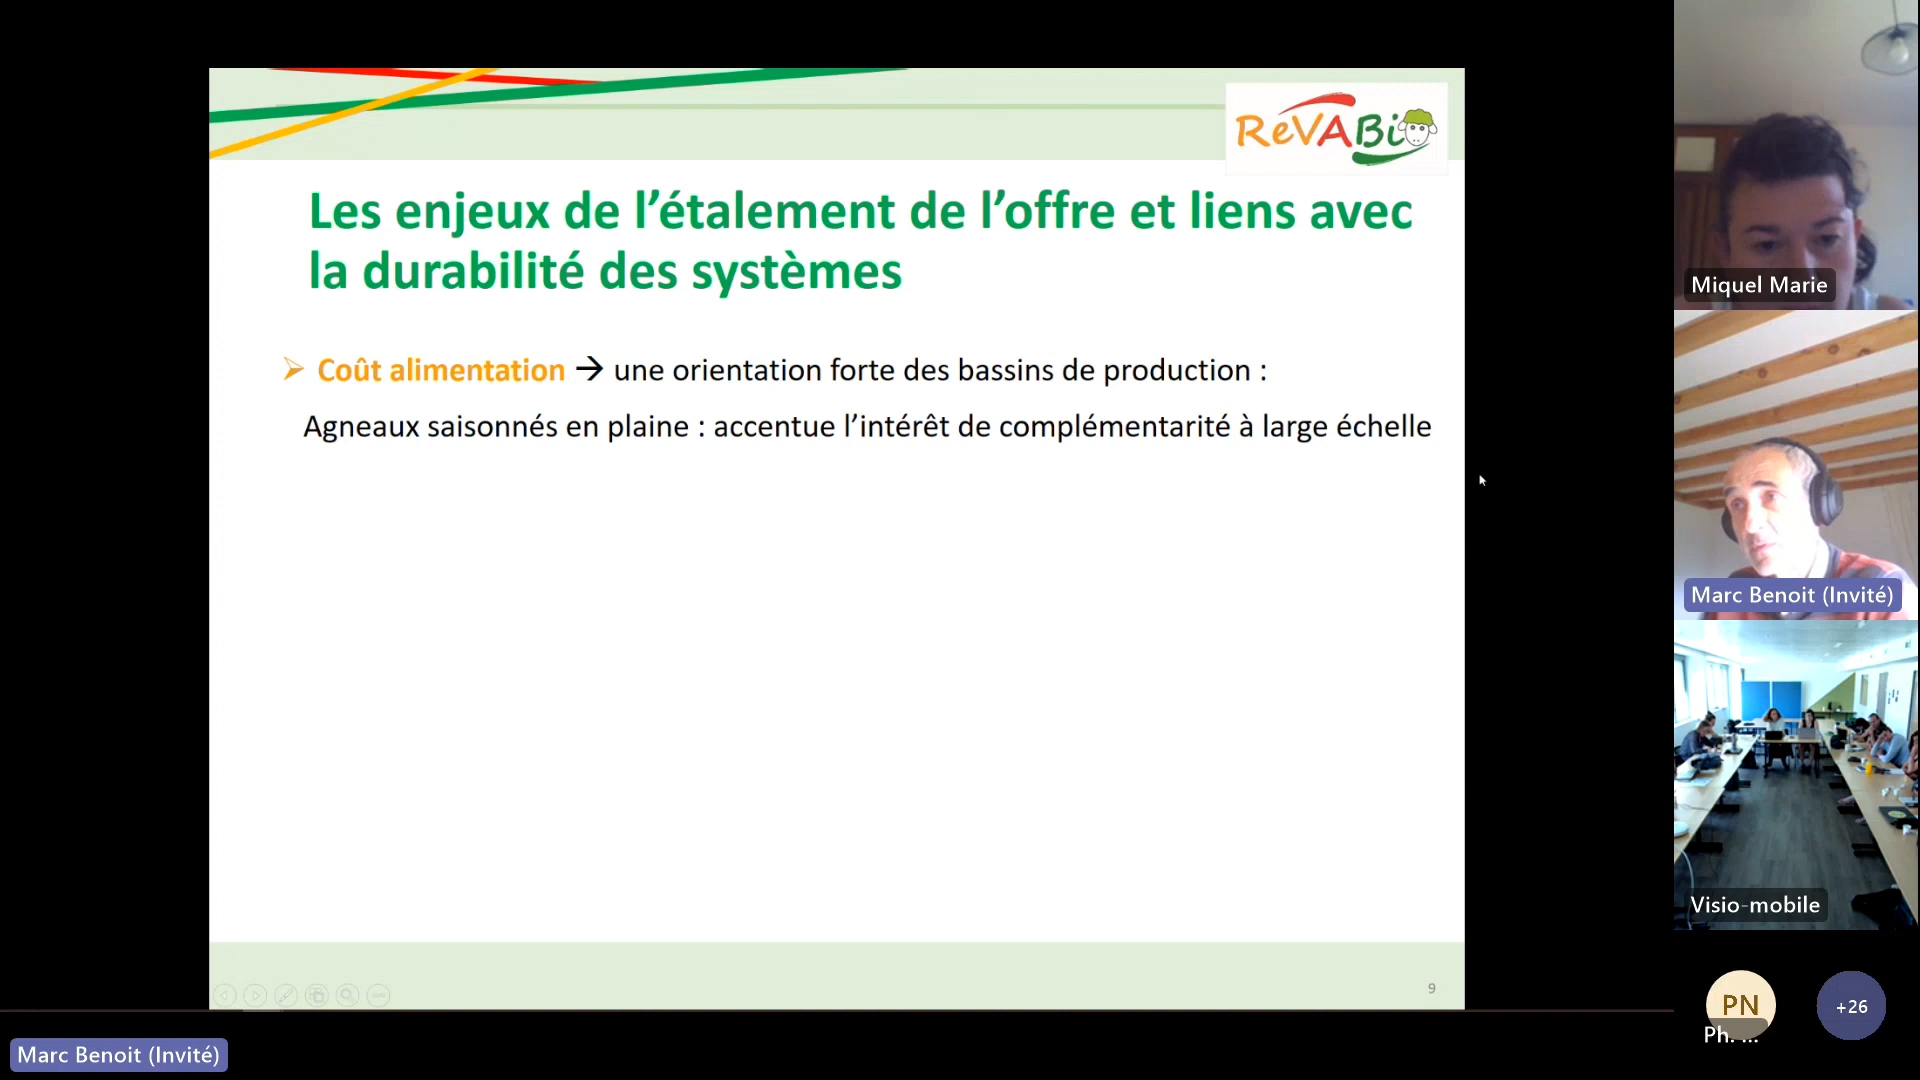 ReVABio
Les enjeux de l’étalement de l’offre et liens avec
la durabilité des systèmes
Coût alimentation → une orientation forte des bassins de production :
Agneaux saisonnés en plaine : accentue l’intérêt de complémentarité à large échelle
9
Miquel Marie
Marc Benoit (Invité)
Visio-mobile
PN
Ph. ...
+26
Marc Benoit (Invité)